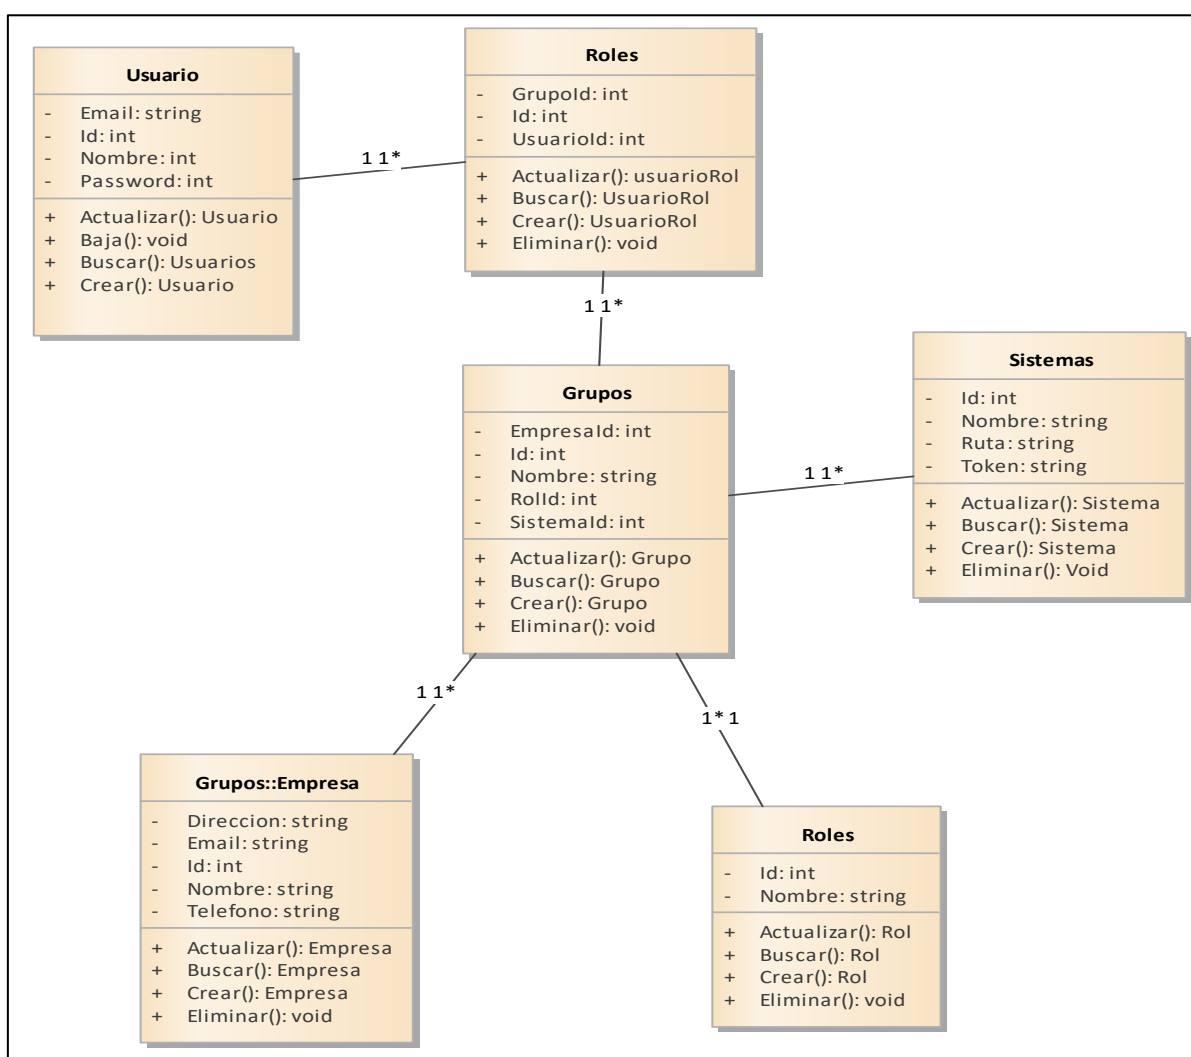 Usuario
- Email: string
- Id: int
- Nombre: int
- Password: int
+ Actualizar(): Usuario
+ Baja(): void
+ Buscar(): Usuarios
+ Crear(): Usuario
1 1*
Roles
- GrupoId: int
- Id: int
- UsuarioId: int
+ Actualizar(): usuarioRol
+ Buscar(): UsuarioRol
+ Crear(): UsuarioRol
+ Eliminar(): void
1 1*
Grupos
- EmpresaId: int
- Id: int
- Nombre: string
- RolId: int
- SistemaId: int
+ Actualizar(): Grupo
+ Buscar(): Grupo
+ Crear(): Grupo
+ Eliminar(): void
1 1*
Sistemas
- Id: int
- Nombre: string
- Ruta: string
- Token: string
+ Actualizar(): Sistema
+ Buscar(): Sistema
+ Crear(): Sistema
+ Eliminar(): Void
1 1*
1* 1
Grupos::Empresa
- Direccion: string
- Email: string
- Id: int
- Nombre: string
- Telefono: string
+ Actualizar(): Empresa
+ Buscar(): Empresa
+ Crear(): Empresa
+ Eliminar(): void
Roles
- Id: int
- Nombre: string
+ Actualizar(): Rol
+ Buscar(): Rol
+ Crear(): Rol
+ Eliminar(): void